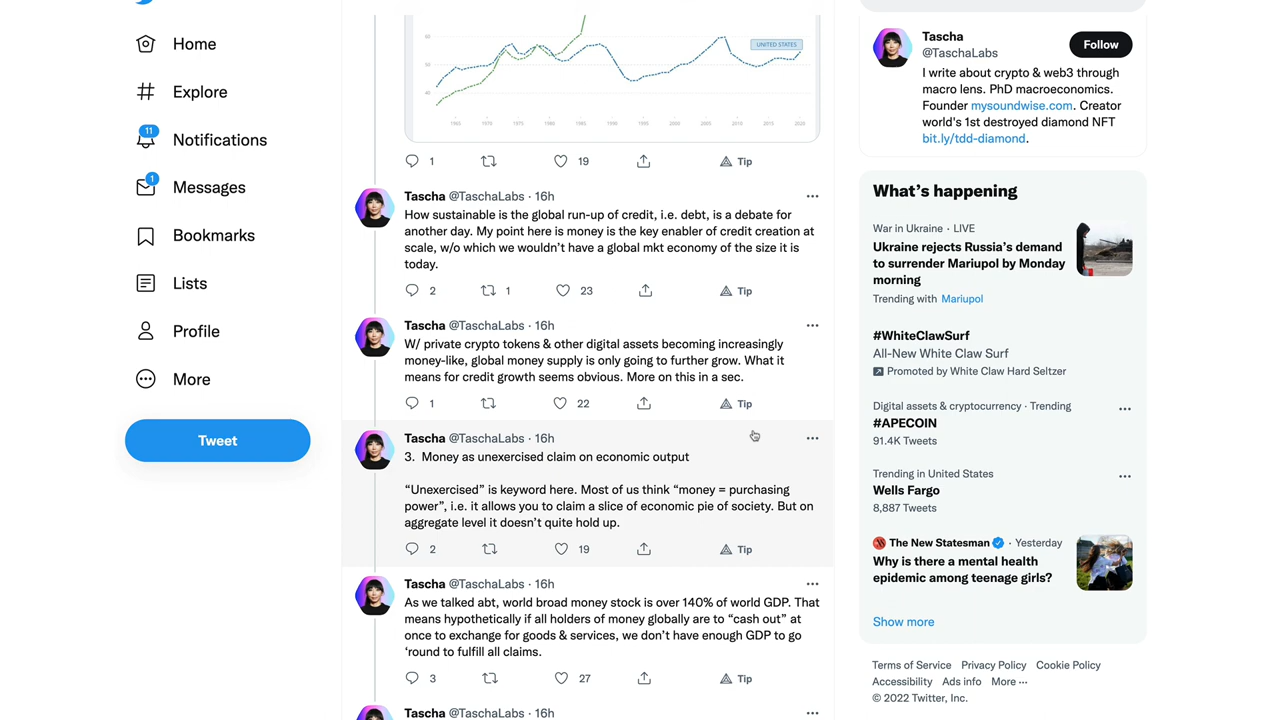 Home
Explore
11
Notifications
1
Messages
Bookmarks
Lists
Profile
More
Tweet
60
50
40
UNITED STATES
1965
1970
1975
1980
1985
1990
1995
2000
2005
2010
2015
2020
1
19
Tip
Tascha @TaschaLabs · 16h
How sustainable is the global run-up of credit, i.e. debt, is a debate for
another day. My point here is money is the key enabler of credit creation at
scale, w/o which we wouldn’t have a global mkt economy of the size it is
today.
2
1
23
Tip
Tascha @TaschaLabs · 16h
W/ private crypto tokens & other digital assets becoming increasingly
money-like, global money supply is only going to further grow. What it
means for credit growth seems obvious. More on this in a sec.
1
22
Tip
Tascha @TaschaLabs · 16h
3. Money as unexercised claim on economic output
“Unexercised” is keyword here. Most of us think “money = purchasing
power”, i.e. it allows you to claim a slice of economic pie of society. But on
aggregate level it doesn’t quite hold up.
2
19
Tip
Tascha @TaschaLabs · 16h
As we talked abt, world broad money stock is over 140% of world GDP. That
means hypothetically if all holders of money globally are to “cash out” at
once to exchange for goods & services, we don’t have enough GDP to go
‘round to fulfill all claims.
3
27
Tip
Tascha @TaschaLabs · 16h
Tascha
@TaschaLabs
Follow
I write about crypto & web3 through
macro lens. PhD macroeconomics.
Founder mysoundwise.com. Creator
world's 1st destroyed diamond NFT
bit.ly/tdd-diamond.
What’s happening
War in Ukraine · LIVE
Ukraine rejects Russia’s demand
to surrender Mariupol by Monday
morning
Trending with Mariupol
#WhiteClawSurf
All-New White Claw Surf
Promoted by White Claw Hard Seltzer
Digital assets & cryptocurrency · Trending
#APECOIN
91.4K Tweets
Trending in United States
Wells Fargo
8,887 Tweets
The New Statesman · Yesterday
Why is there a mental health
epidemic among teenage girls?
Show more
Terms of Service Privacy Policy Cookie Policy
Accessibility Ads info More ···
© 2022 Twitter, Inc.